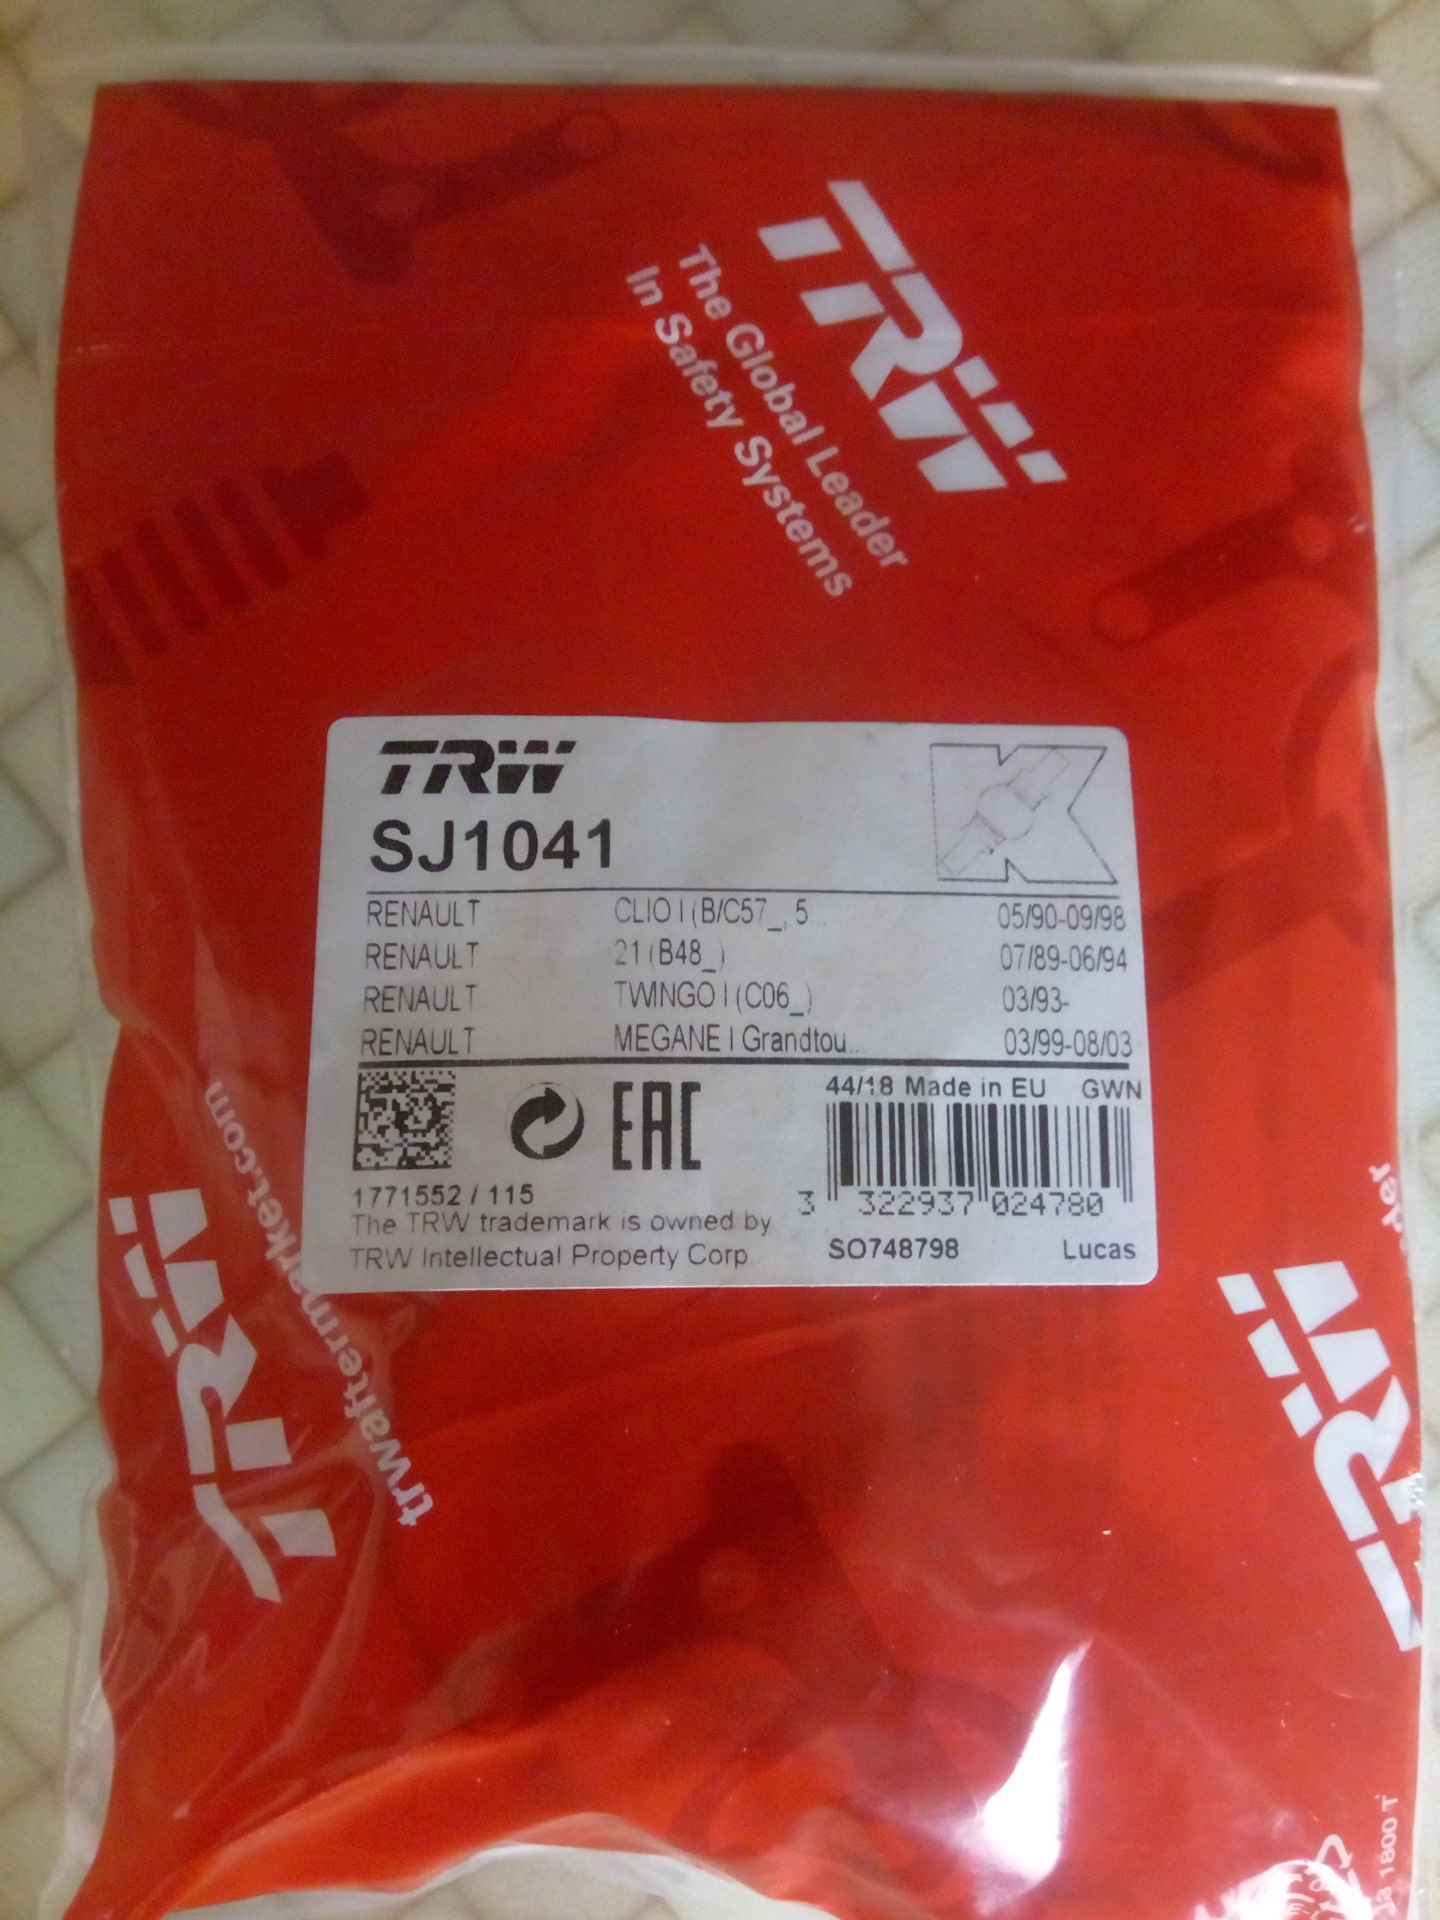 TRW
The Global Leader
In Safety Systems
TRW
SJ1041
RENAULT CLIO I (B/C57_, 5... 05/90-09/98
RENAULT 21 (B48_) 07/89-06/94
RENAULT TWINGO I (C06_) 03/93-
RENAULT MEGANE I Grandtou... 03/99-08/03
44/18 Made in EU GWN
EAC
3 322937 024780
1771552 / 115
The TRW trademark is owned by
TRW Intellectual Property Corp
SO748798 Lucas
TRW
trwaftermarket.com
TRW
1800 T